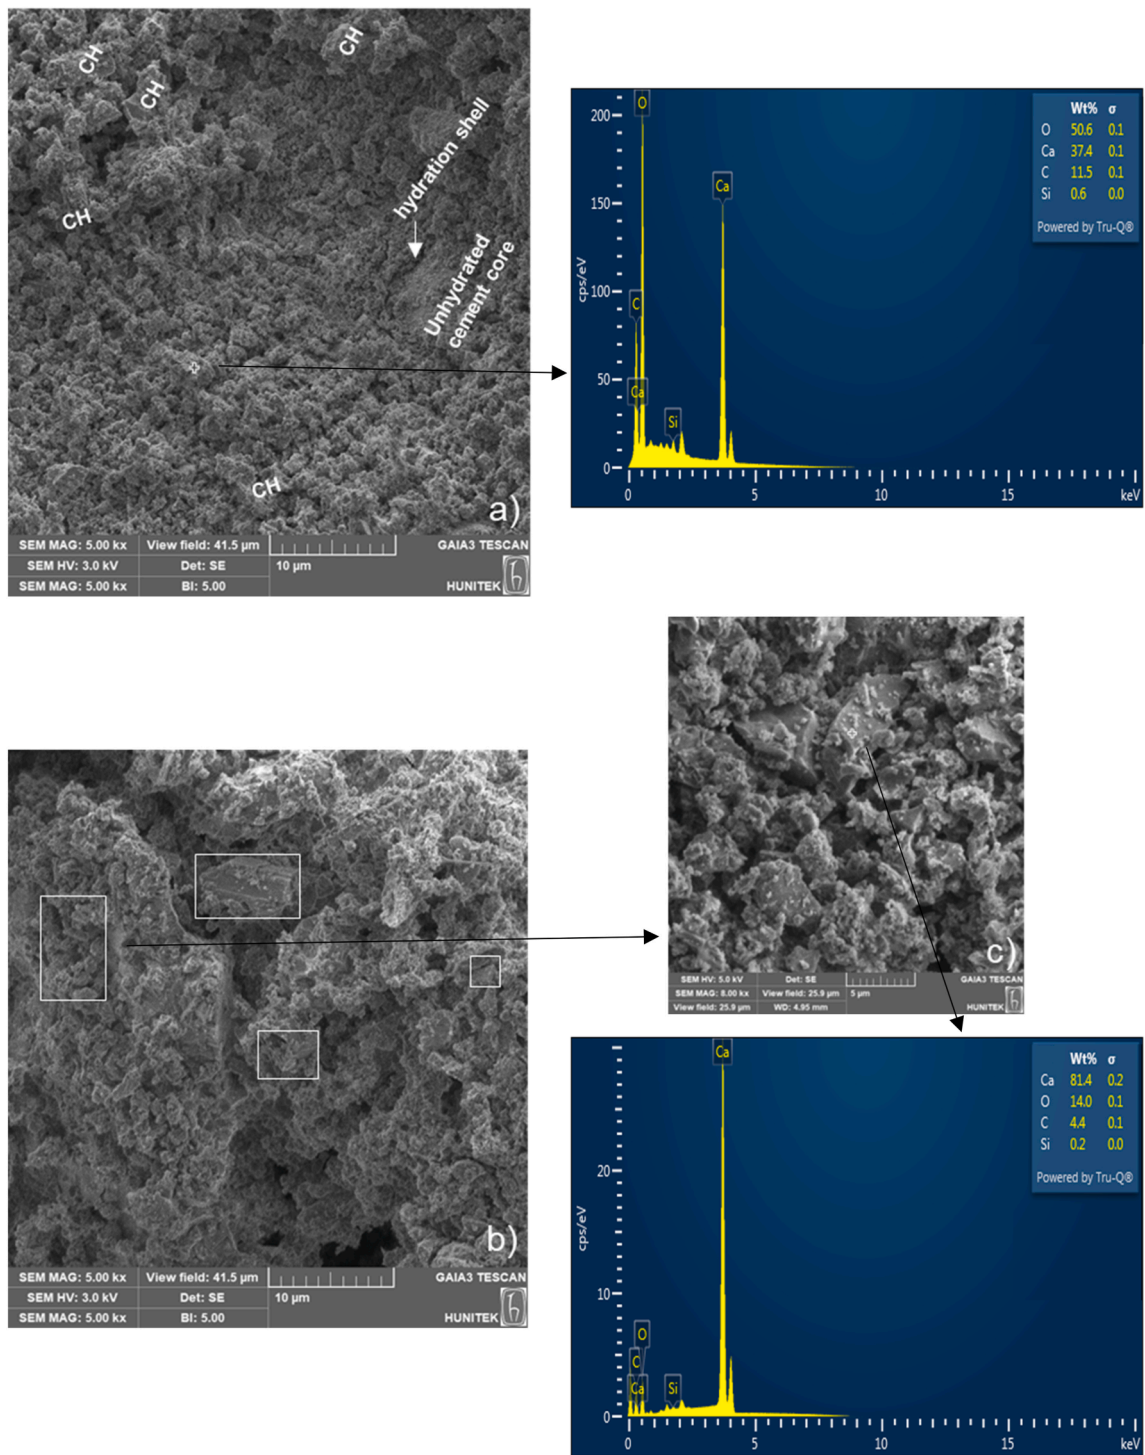 CH
CH
CH
CH
CH
hydration shell
Unhydrated
cement core
a)
SEM MAG: 5.00 kx
View field: 41.5 µm
GAIA3 TESCAN
SEM HV: 3.0 kV
Det: SE
10 µm
SEM MAG: 5.00 kx
BI: 5.00
HUNITEK
200
150
100
50
0
cps/eV
O
Ca
C
Ca
Si
Wt% σ
O 50.6 0.1
Ca 37.4 0.1
C 11.5 0.1
Si 0.6 0.0
Powered by Tru-Q®
0
5
10
15
keV
c)
SEM HV: 5.0 kV
Det: SE
GAIA3 TESCAN
SEM MAG: 8.00 kx
View field: 25.9 µm
5 µm
View field: 25.9 µm
WD: 4.95 mm
HUNITEK
b)
SEM MAG: 5.00 kx
View field: 41.5 µm
GAIA3 TESCAN
SEM HV: 3.0 kV
Det: SE
10 µm
SEM MAG: 5.00 kx
BI: 5.00
HUNITEK
20
10
0
cps/eV
Ca
O
C
Ca
Si
Wt% σ
Ca 81.4 0.2
O 14.0 0.1
C 4.4 0.1
Si 0.2 0.0
Powered by Tru-Q®
0
5
10
15
keV